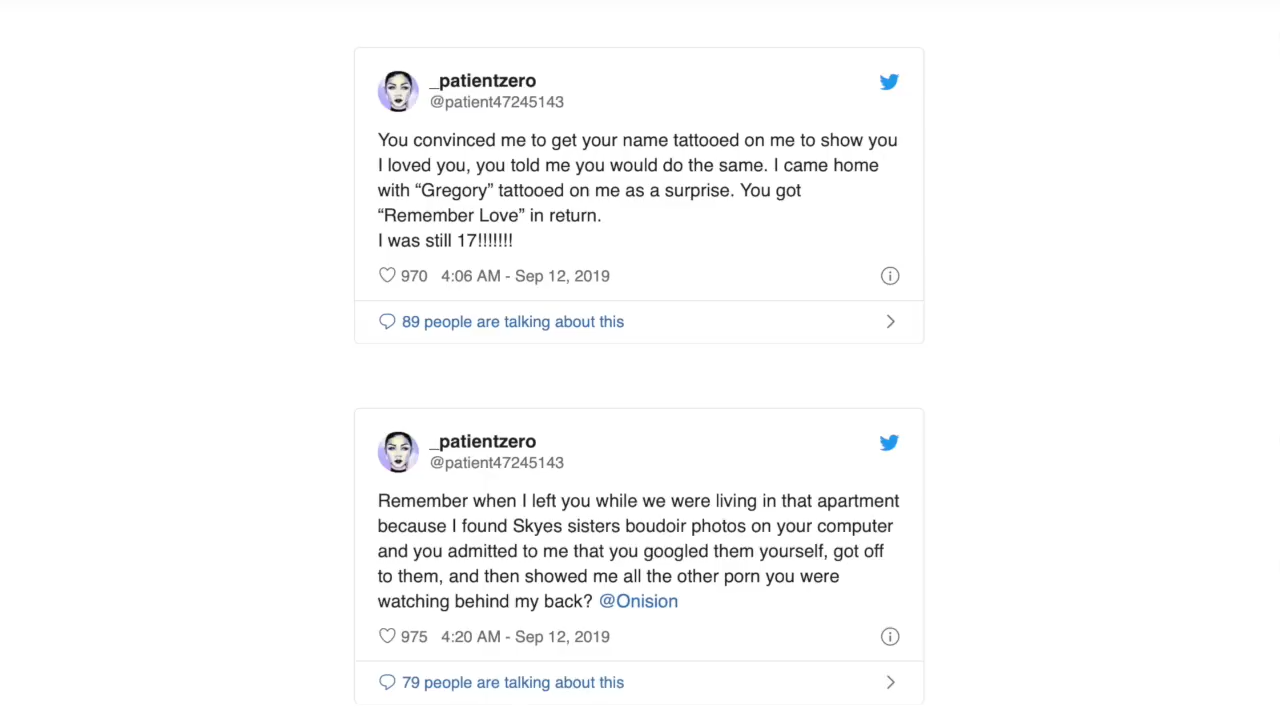 _patientzero
@patient47245143
You convinced me to get your name tattooed on me to show you
I loved you, you told me you would do the same. I came home
with “Gregory” tattooed on me as a surprise. You got
“Remember Love” in return.
I was still 17!!!!!!!
970 4:06 AM - Sep 12, 2019
89 people are talking about this
_patientzero
@patient47245143
Remember when I left you while we were living in that apartment
because I found Skyes sisters boudoir photos on your computer
and you admitted to me that you googled them yourself, got off
to them, and then showed me all the other porn you were
watching behind my back? @Onision
975 4:20 AM - Sep 12, 2019
79 people are talking about this